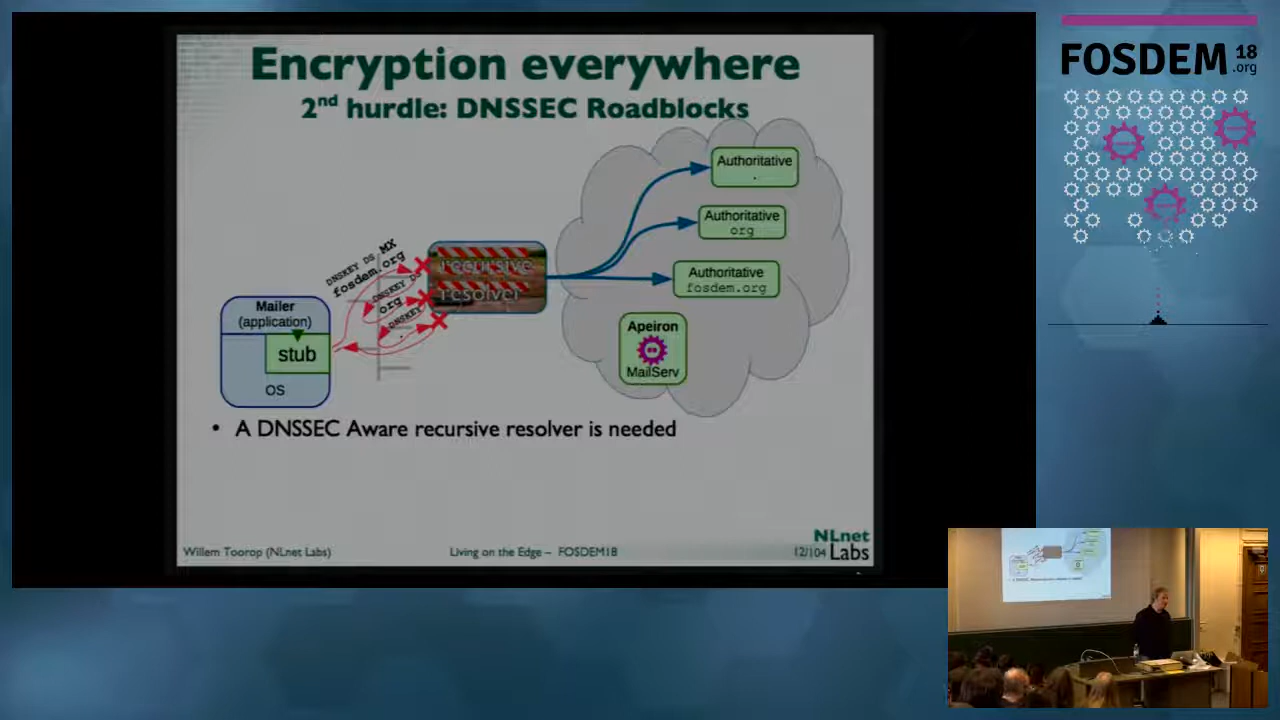 Encryption everywhere
2nd hurdle: DNSSEC Roadblocks
Authoritative
.
Authoritative
org
Authoritative
fosdem.org
DNSKEY DS MX
fosdem.org
DNSKEY DS
org
DNSKEY
.
recursive
resolver
Mailer
(application)
stub
OS
Apeiron
MailServ
• A DNSSEC Aware recursive resolver is needed
Willem Toorop (NLnet Labs)
Living on the Edge – FOSDEM18
12/104
NLnet
Labs
FOSDEM 18
.org